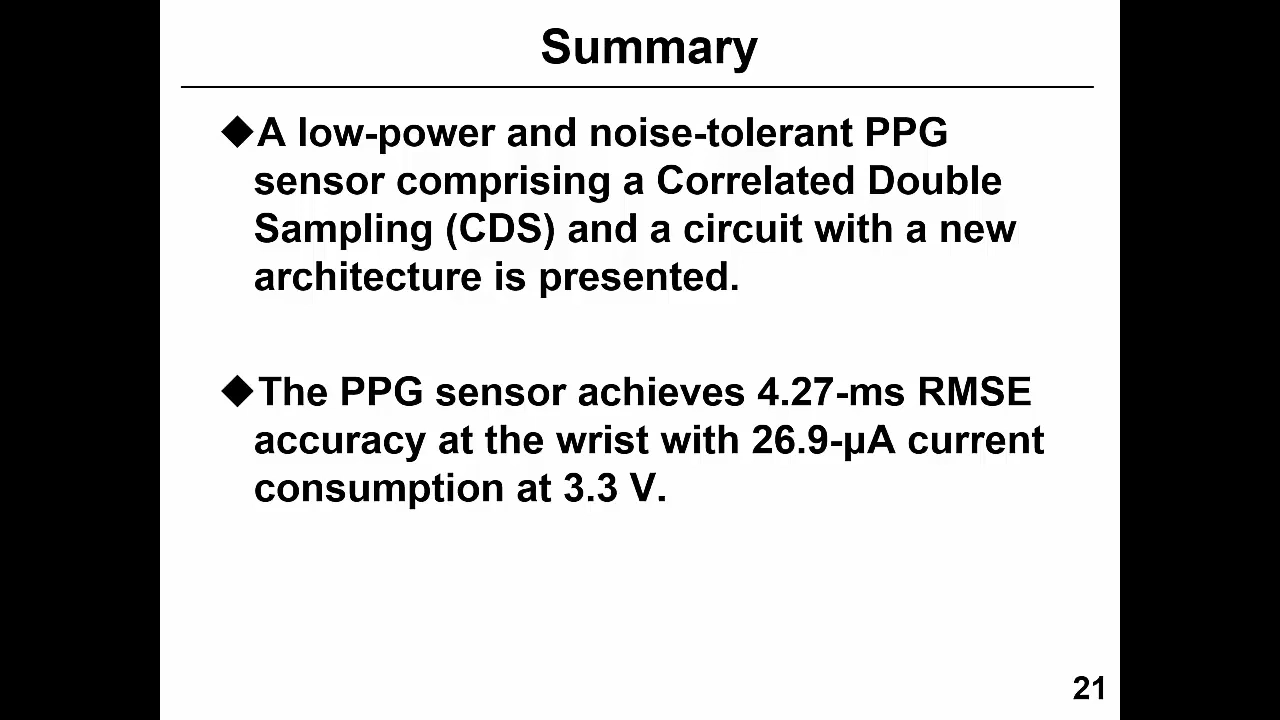 Summary
◆A low-power and noise-tolerant PPG
sensor comprising a Correlated Double
Sampling (CDS) and a circuit with a new
architecture is presented.
◆The PPG sensor achieves 4.27-ms RMSE
accuracy at the wrist with 26.9-μA current
consumption at 3.3 V.
21